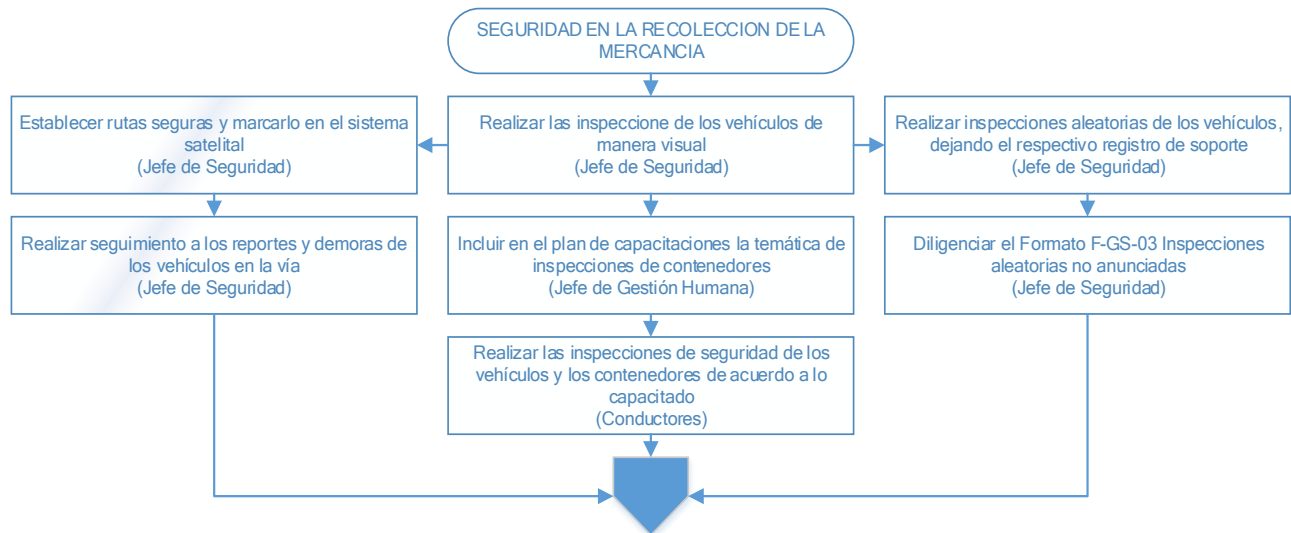 SEGURIDAD EN LA RECOLECCION DE LA
MERCANCIA
Establecer rutas seguras y marcarlo en el sistema
satelital
(Jefe de Seguridad)
Realizar las inspeccione de los vehículos de
manera visual
(Jefe de Seguridad)
Realizar inspecciones aleatorias de los vehículos,
dejando el respectivo registro de soporte
(Jefe de Seguridad)
Realizar seguimiento a los reportes y demoras de
los vehículos en la vía
(Jefe de Seguridad)
Incluir en el plan de capacitaciones la temática de
inspecciones de contenedores
(Jefe de Gestión Humana)
Diligenciar el Formato F-GS-03 Inspecciones
aleatorias no anunciadas
(Jefe de Seguridad)
Realizar las inspecciones de seguridad de los
vehículos y los contenedores de acuerdo a lo
capacitado
(Conductores)